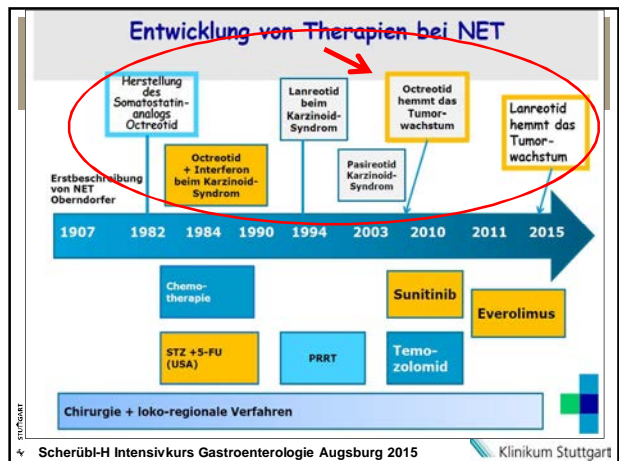 Entwicklung von Therapien bei NET
Herstellung
des
Somatostatin-
analogs
Octreotid
Lanreotid
beim
Karzinoid-
Syndrom
Octreotid
hemmt das
Tumor-
wachstum
Lanreotid
hemmt das
Tumor-
wachstum
Octreotid
+ Interferon
beim Karzinoid-
Syndrom
Pasireotid
Karzinoid-
Syndrom
Erstbeschreibung
von NET
Oberndorfer
1907 1982 1984 1990 1994 2003 2010 2011 2015
Chemo-
therapie
Sunitinib
Everolimus
STZ +5-FU
(USA)
PRRT
Temo-
zolomid
Chirurgie + loko-regionale Verfahren
STUTTGART
Scherübl-H Intensivkurs Gastroenterologie Augsburg 2015
Klinikum Stuttgart